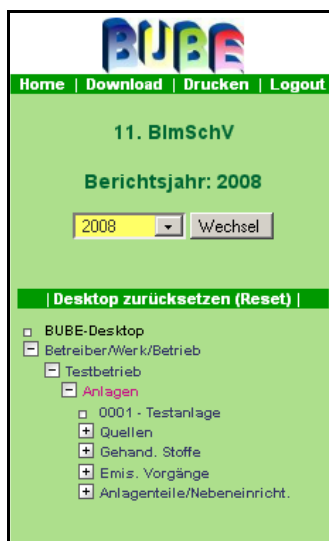 BUBE
Home | Download | Drucken | Logout
11. BImSchV
Berichtsjahr: 2008
2008 Wechsel
| Desktop zurücksetzen (Reset) |
BUBE-Desktop
Betreiber/Werk/Betrieb
Testbetrieb
Anlagen
0001 - Testanlage
Quellen
Gehand. Stoffe
Emis. Vorgänge
Anlagenteile/Nebeneinricht.